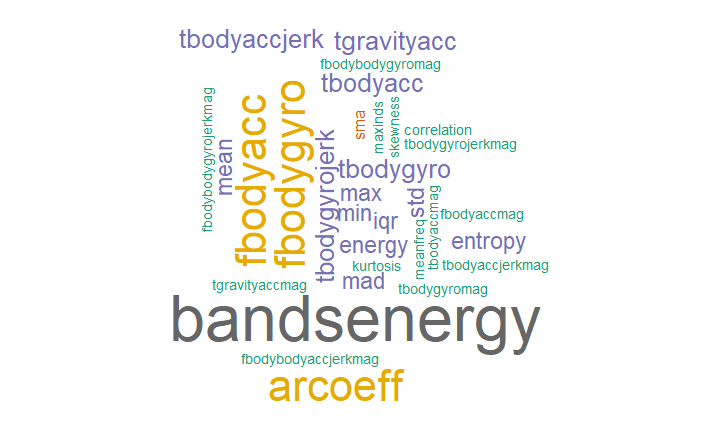 tbodyaccjerk
tgravityacc
fbodybodygyromag
tbodyacc
fbodybodygyrojerkmag
mean
fbodyacc
fbodygyro
tbodygyrojerk
sma
maxinds
skewness
correlation
tbodygyrojerkmag
tbodygyro
max
min
iqr
std
meanfreq
tbodyaccmag
fbodyaccmag
energy
entropy
kurtosis
tbodyaccjerkmag
mad
tgravityaccmag
tbodygyromag
bandsenergy
fbodybodyaccjerkmag
arcoeff